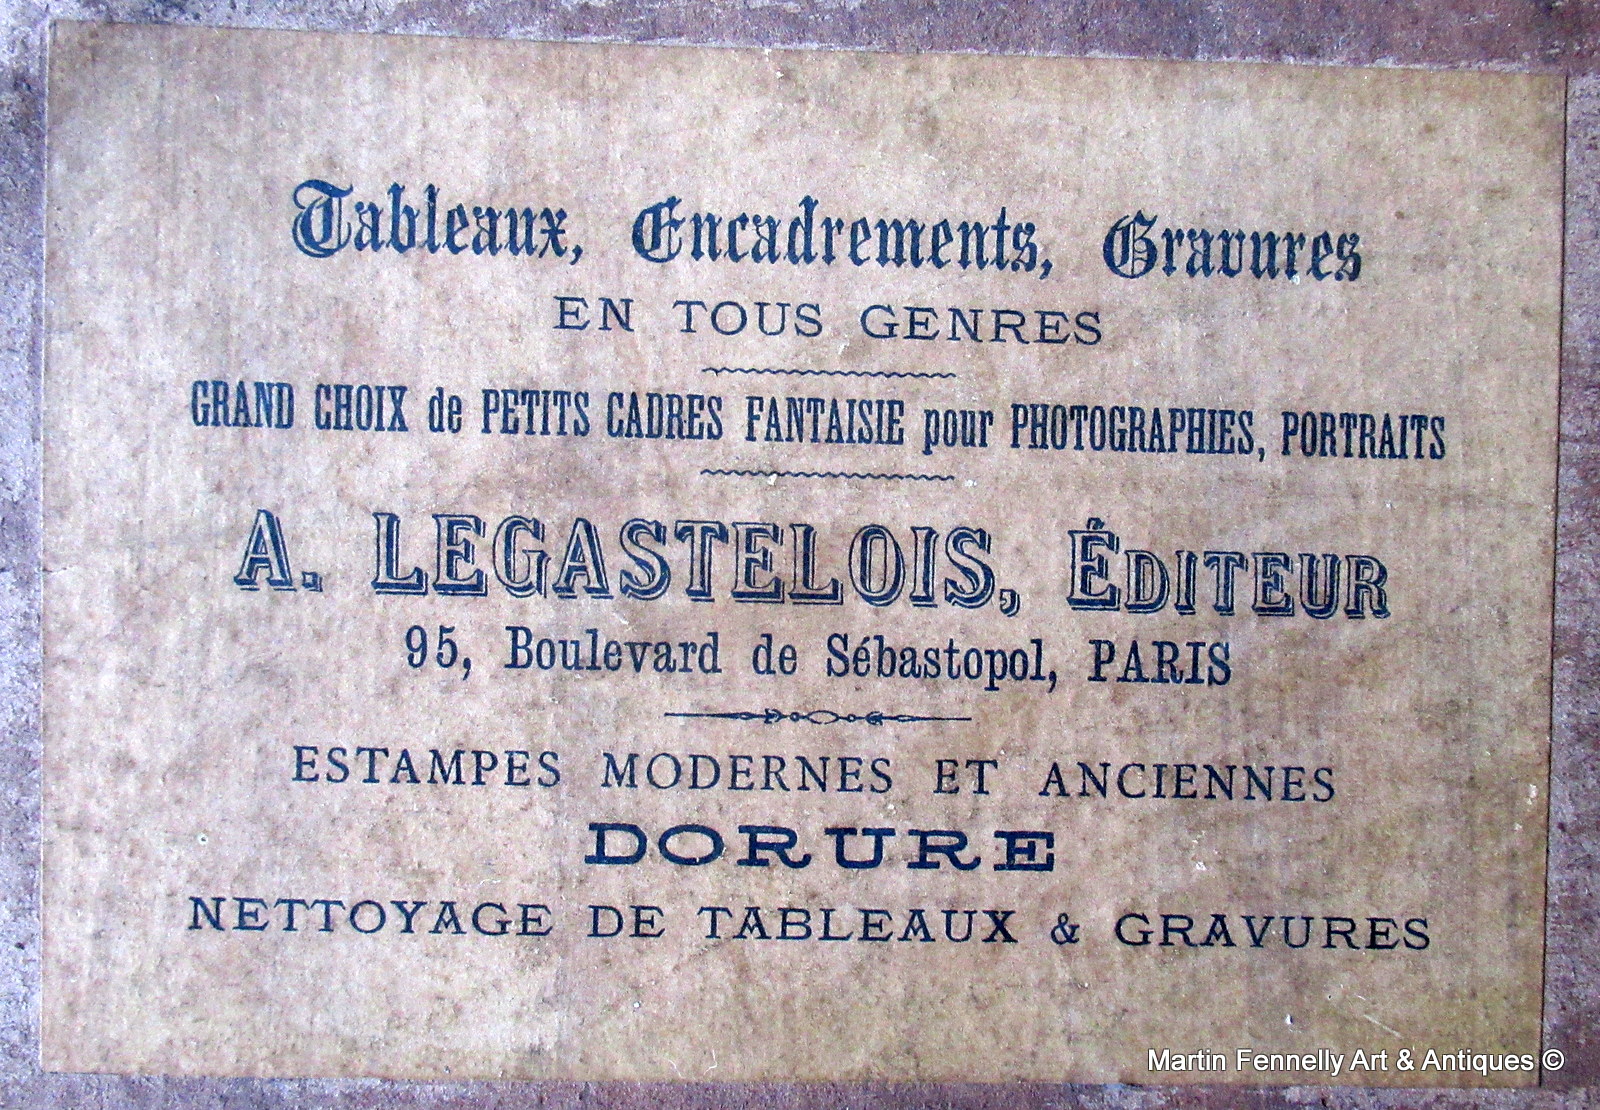 Tableaux, Encadrements, Gravures
EN TOUS GENRES
GRAND CHOIX de PETITS CADRES FANTAISIE pour PHOTOGRAPHIES, PORTRAITS
A. LEGASTELOIS, ÉDITEUR
95, Boulevard de Sébastopol, PARIS
ESTAMPES MODERNES ET ANCIENNES
DORURE
NETTOYAGE DE TABLEAUX & GRAVURES
Martin Fennelly Art & Antiques ©